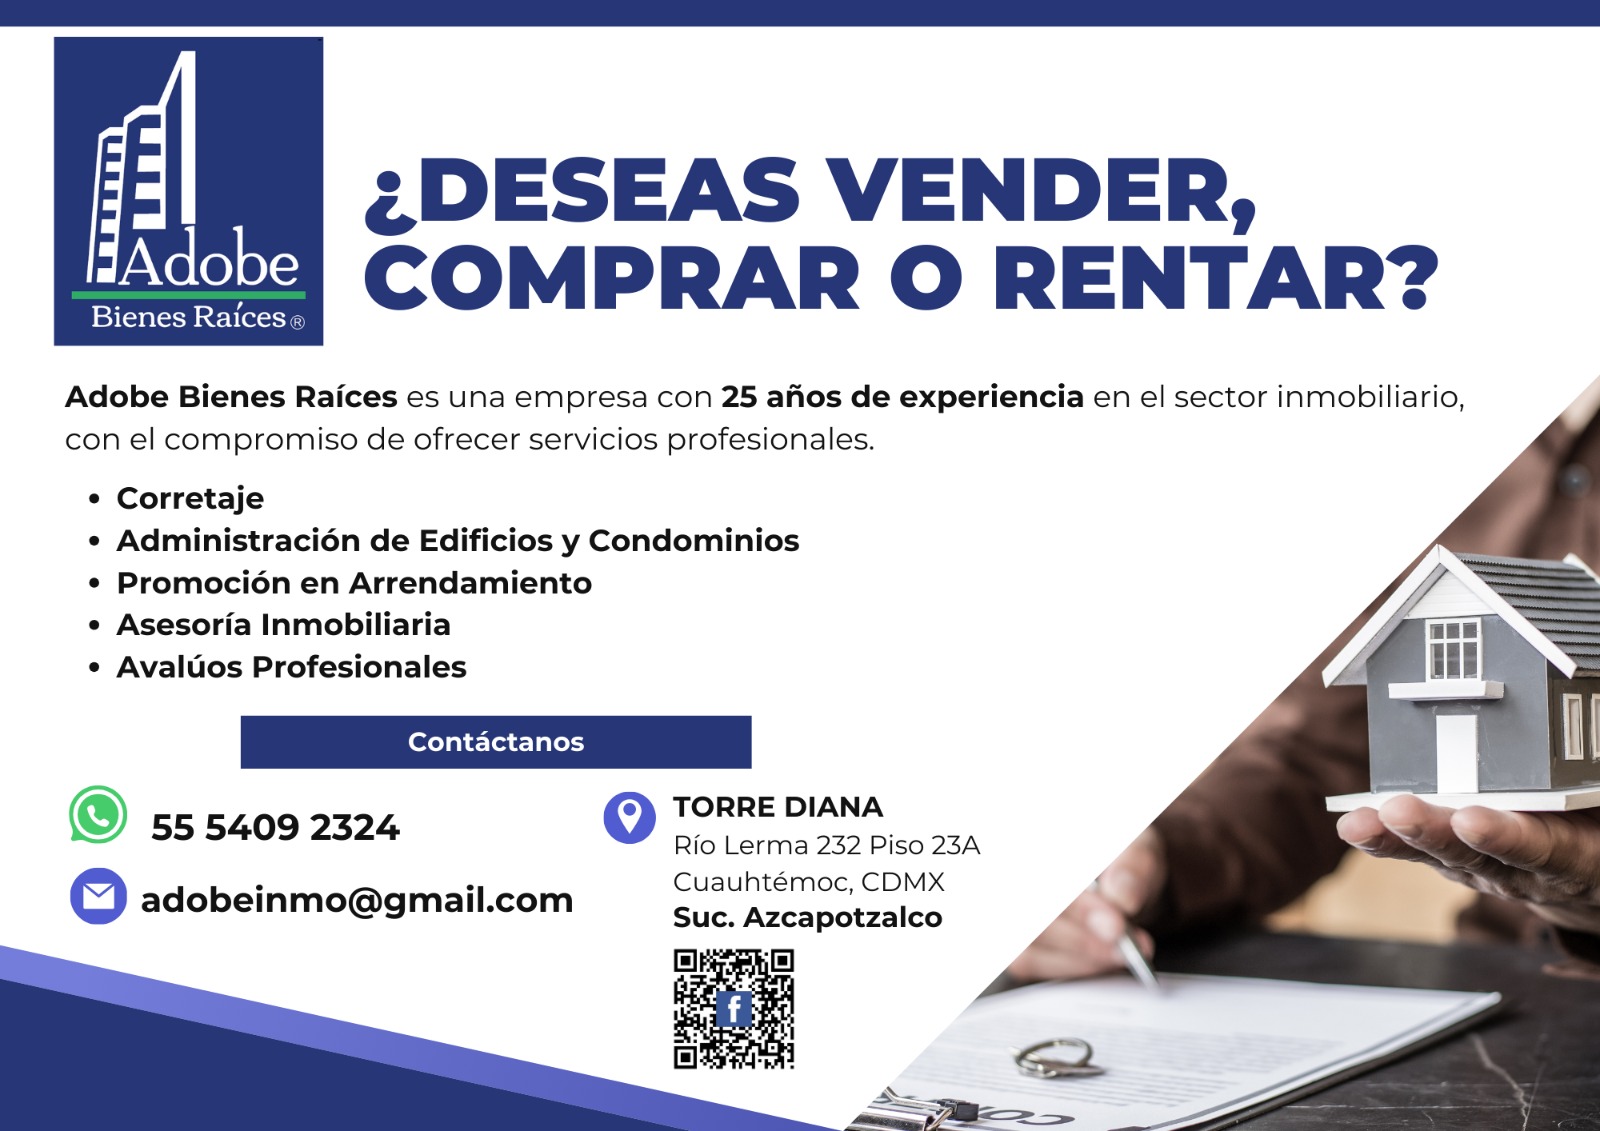 Adobe
Bienes Raíces ®
¿DESEAS VENDER,
COMPRAR O RENTAR?
Adobe Bienes Raíces es una empresa con 25 años de experiencia en el sector inmobiliario,
con el compromiso de ofrecer servicios profesionales.
• Corretaje
• Administración de Edificios y Condominios
• Promoción en Arrendamiento
• Asesoría Inmobiliaria
• Avalúos Profesionales
Contáctanos
55 5409 2324
adobeinmo@gmail.com
TORRE DIANA
Río Lerma 232 Piso 23A
Cuauhtémoc, CDMX
Suc. Azcapotzalco
f